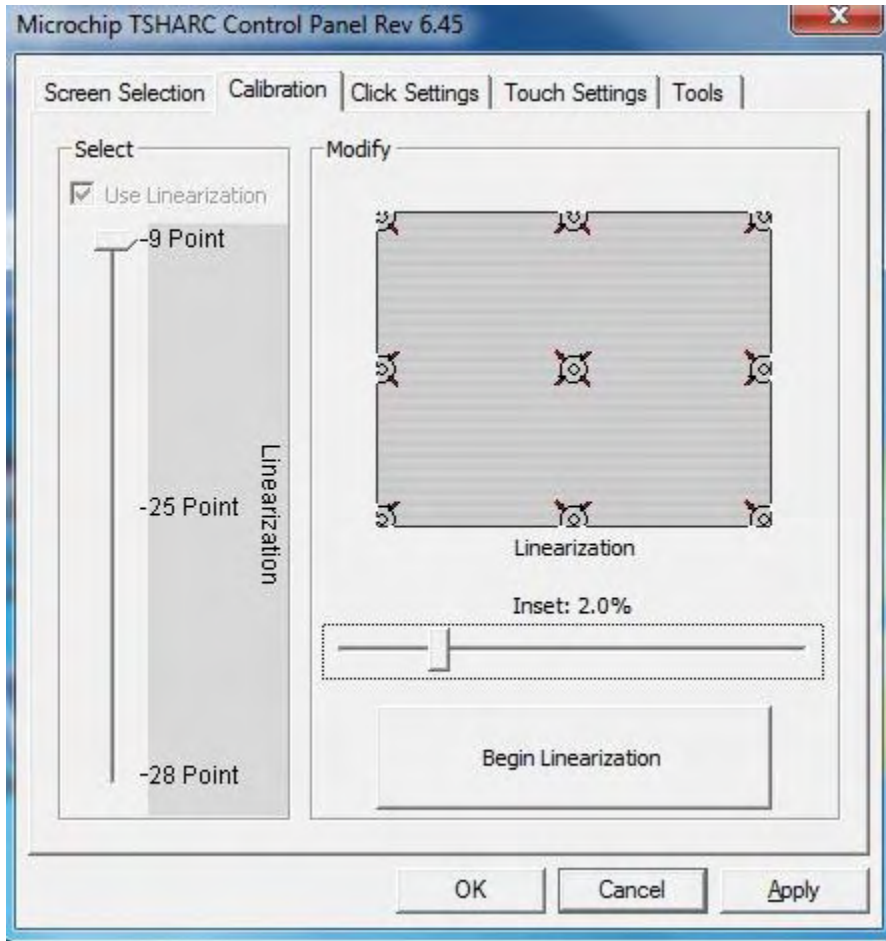 Microchip TSHARC Control Panel Rev 6.45
Screen Selection Calibration Click Settings Touch Settings Tools
Select
Use Linearization
-9 Point
-25 Point
-28 Point
Linearization
Modify
Linearization
Inset: 2.0%
Begin Linearization
OK Cancel Apply